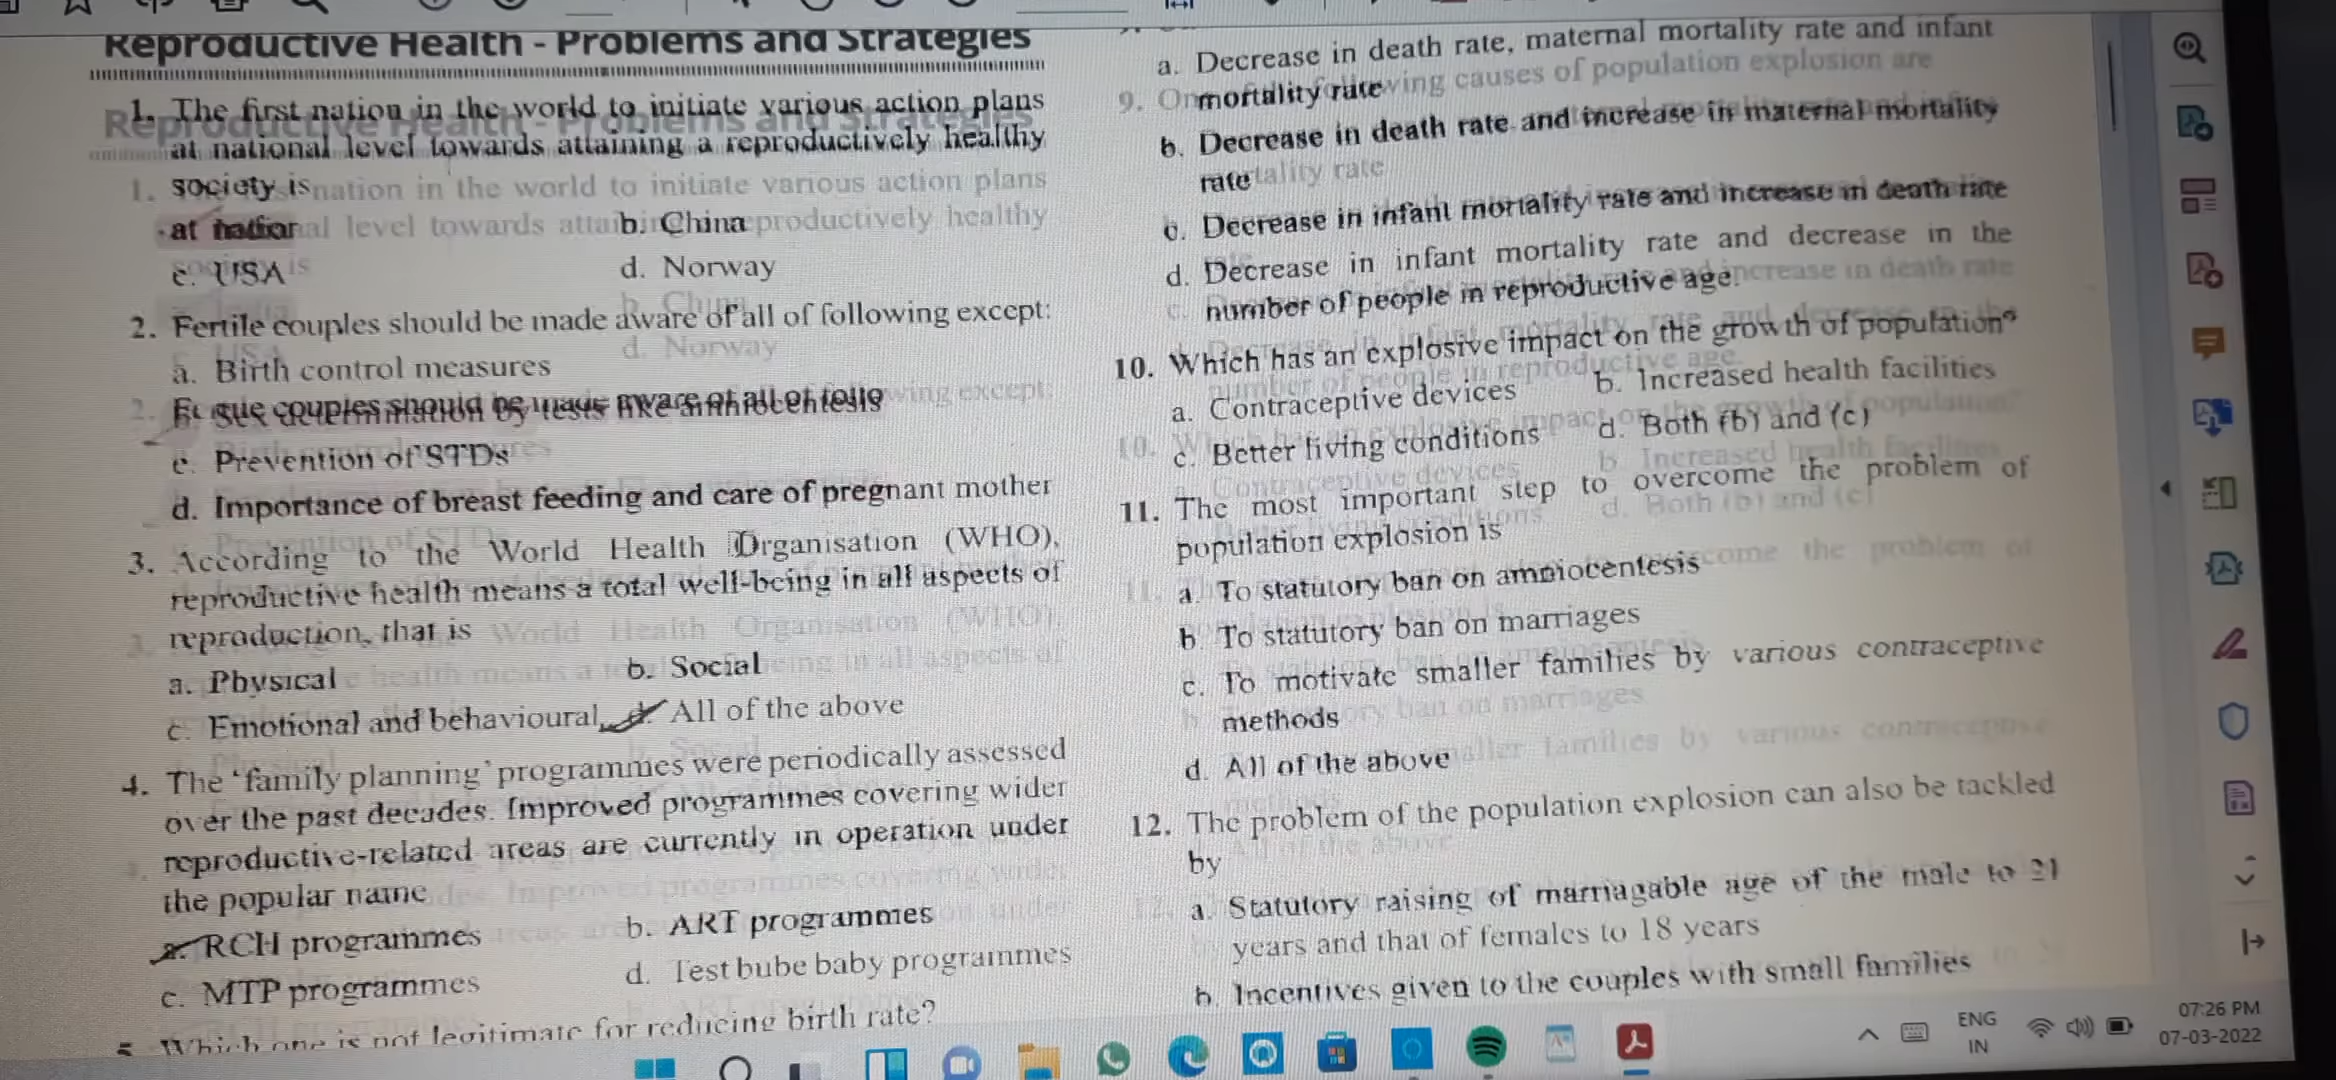 Reproductive Health - Problems and Strategies
1. The first nation in the world to initiate various action plans
at national level towards attaining a reproductively healthy
society is
b. China
c. USA
d. Norway
2. Fertile couples should be made aware of all of following except:
a. Birth control measures
b. Sex determination by tests like amniocentesis
c. Prevention of STDs
d. Importance of breast feeding and care of pregnant mother
3. According to the World Health Organisation (WHO),
reproductive health means a total well-being in all aspects of
reproduction, that is
a. Physical
b. Social
c. Emotional and behavioural
d. All of the above
4. The 'family planning' programmes were periodically assessed
over the past decades. Improved programmes covering wider
reproductive-related areas are currently in operation under
the popular name
a. RCH programmes
b. ART programmes
c. MTP programmes
d. Test bube baby programmes
5. Which one is not legitimate for reducing birth rate?
a. Decrease in death rate, maternal mortality rate and infant
mortality rate
b. Decrease in death rate and increase in maternal mortality
rate
c. Decrease in infant mortality rate and increase in death rate
d. Decrease in infant mortality rate and decrease in the
number of people in reproductive age.
10. Which has an explosive impact on the growth of population?
a. Contraceptive devices
b. Increased health facilities
c. Better living conditions
d. Both (b) and (c)
11. The most important step to overcome the problem of
population explosion is
a. To statutory ban on amniocentesis
b. To statutory ban on marriages
c. To motivate smaller families by various contraceptive
methods
d. All of the above
12. The problem of the population explosion can also be tackled
by
a. Statutory raising of marriagable age of the male to 21
years and that of females to 18 years
b. Incentives given to the couples with small families
ENG
IN
07:26 PM
07-03-2022